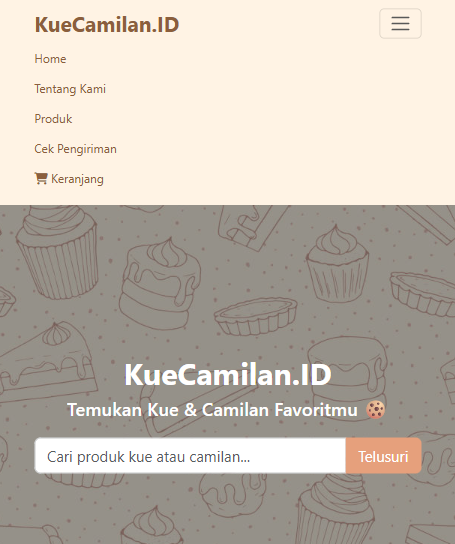 KueCamilan.ID
Home
Tentang Kami
Produk
Cek Pengiriman
Keranjang
KueCamilan.ID
Temukan Kue & Camilan Favoritmu 🍪
Cari produk kue atau camilan... Telusuri